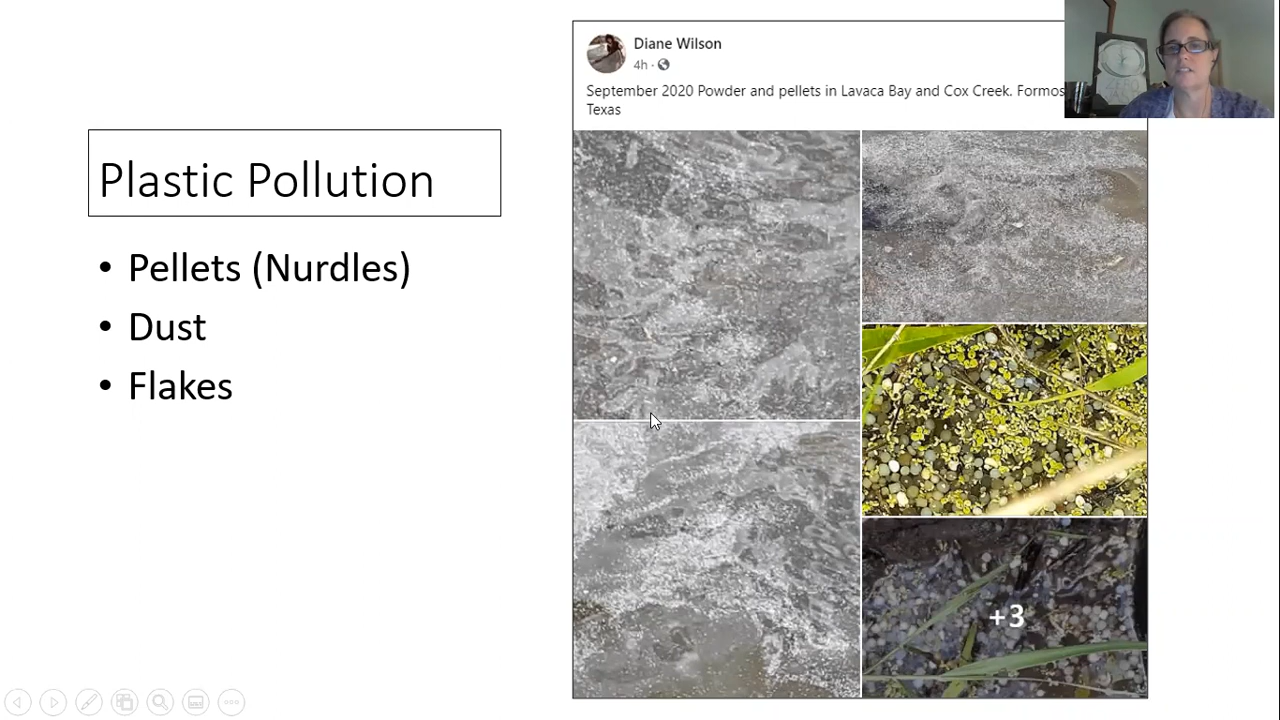 Plastic Pollution
• Pellets (Nurdles)
• Dust
• Flakes
Diane Wilson
4h ·
September 2020 Powder and pellets in Lavaca Bay and Cox Creek.
Texas
+3